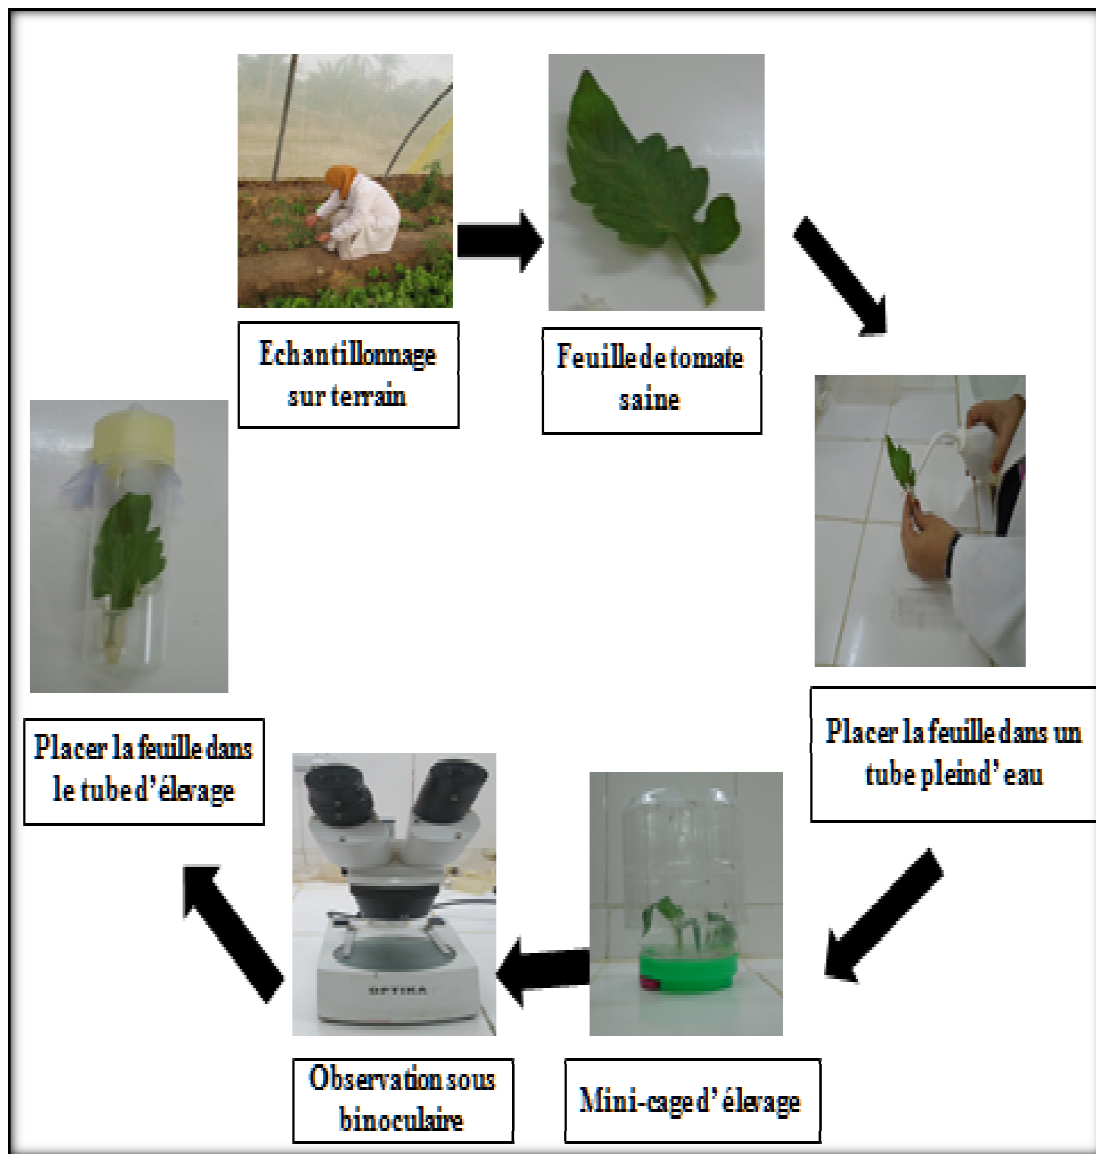 Echantillonnage
sur terrain
Feuille de tomate
saine
Placer la feuille dans un
tube plein d'eau
Mini-cage d'élevage
OPTIKA
Observation sous
binoculaire
Placer la feuille dans
le tube d'élevage